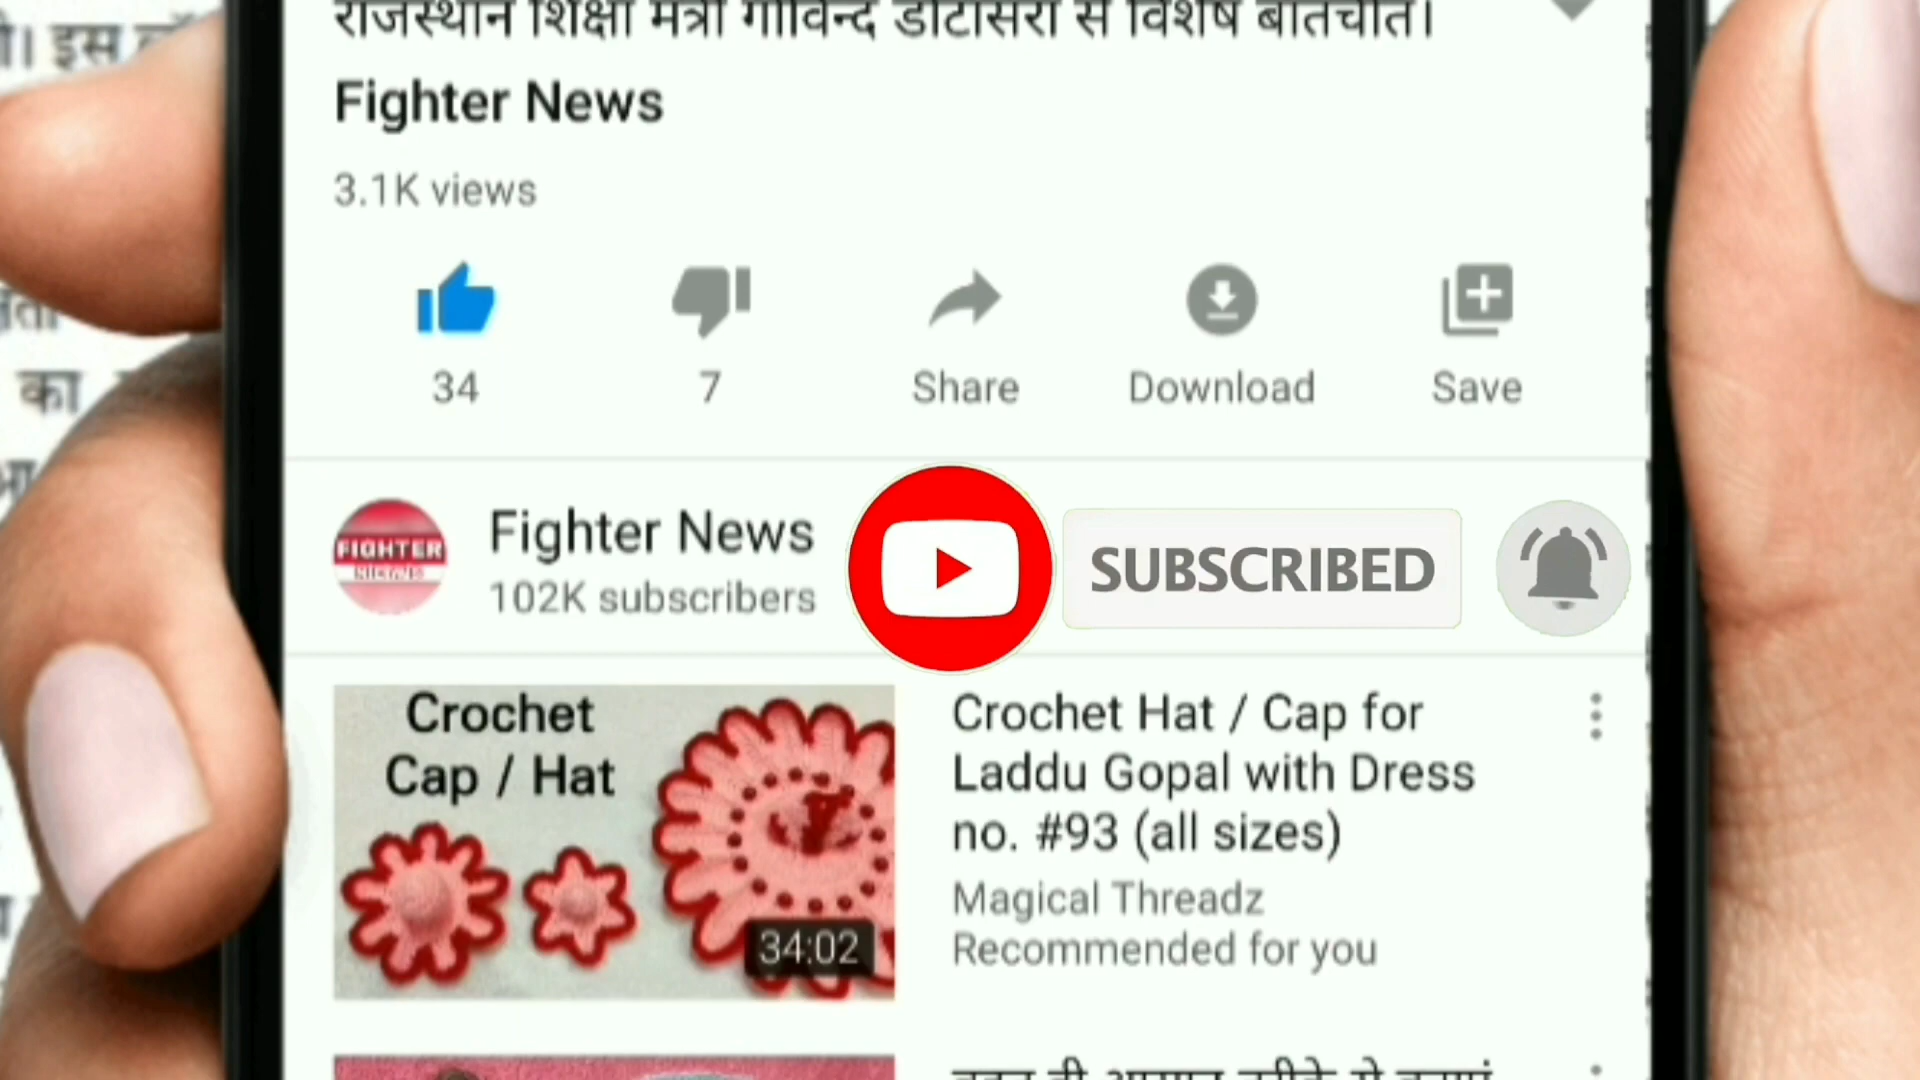 राजस्थान शिक्षा मंत्री गोविन्द डोटासरा से विशेष बातचीत।
Fighter News
3.1K views
34
7
Share
Download
Save
FIGHTER
NEWS
Fighter News
102K subscribers
SUBSCRIBED
Crochet
Cap / Hat
34:02
Crochet Hat / Cap for
Laddu Gopal with Dress
no. #93 (all sizes)
Magical Threadz
Recommended for you
। इस
का